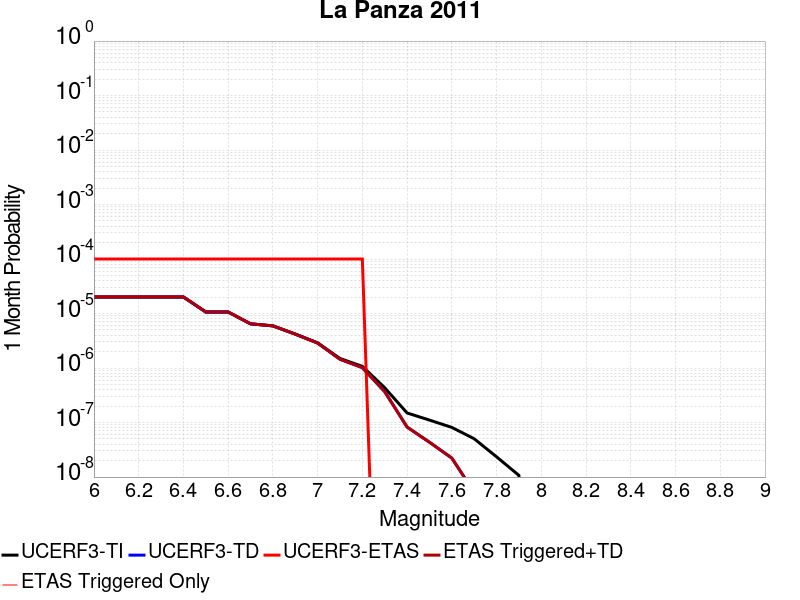 La Panza 2011
10^0
10^-1
10^-2
10^-3
10^-4
10^-5
10^-6
10^-7
10^-8
1 Month Probability
6 6.2 6.4 6.6 6.8 7 7.2 7.4 7.6 7.8 8 8.2 8.4 8.6 8.8 9
Magnitude
UCERF3-TI UCERF3-TD UCERF3-ETAS ETAS Triggered+TD
ETAS Triggered Only